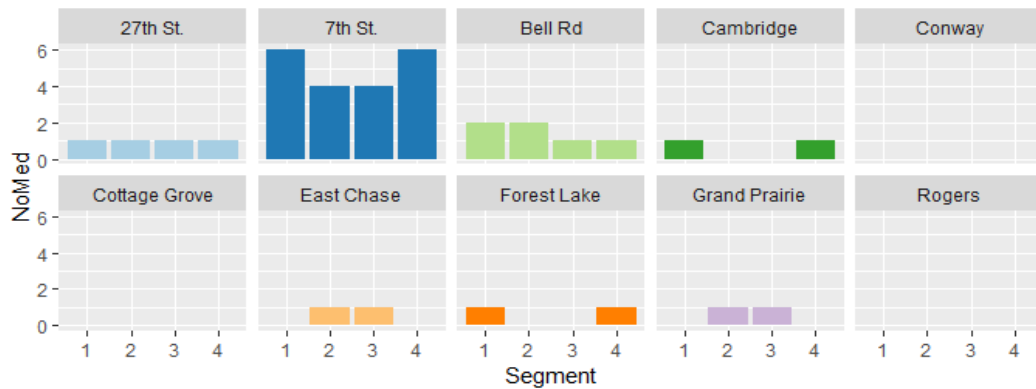 27th St. 7th St. Bell Rd Cambridge Conway
6
4
2
0
NoMed
Cottage Grove East Chase Forest Lake Grand Prairie Rogers
6
4
2
0
1 2 3 4 1 2 3 4 1 2 3 4 1 2 3 4 1 2 3 4
Segment